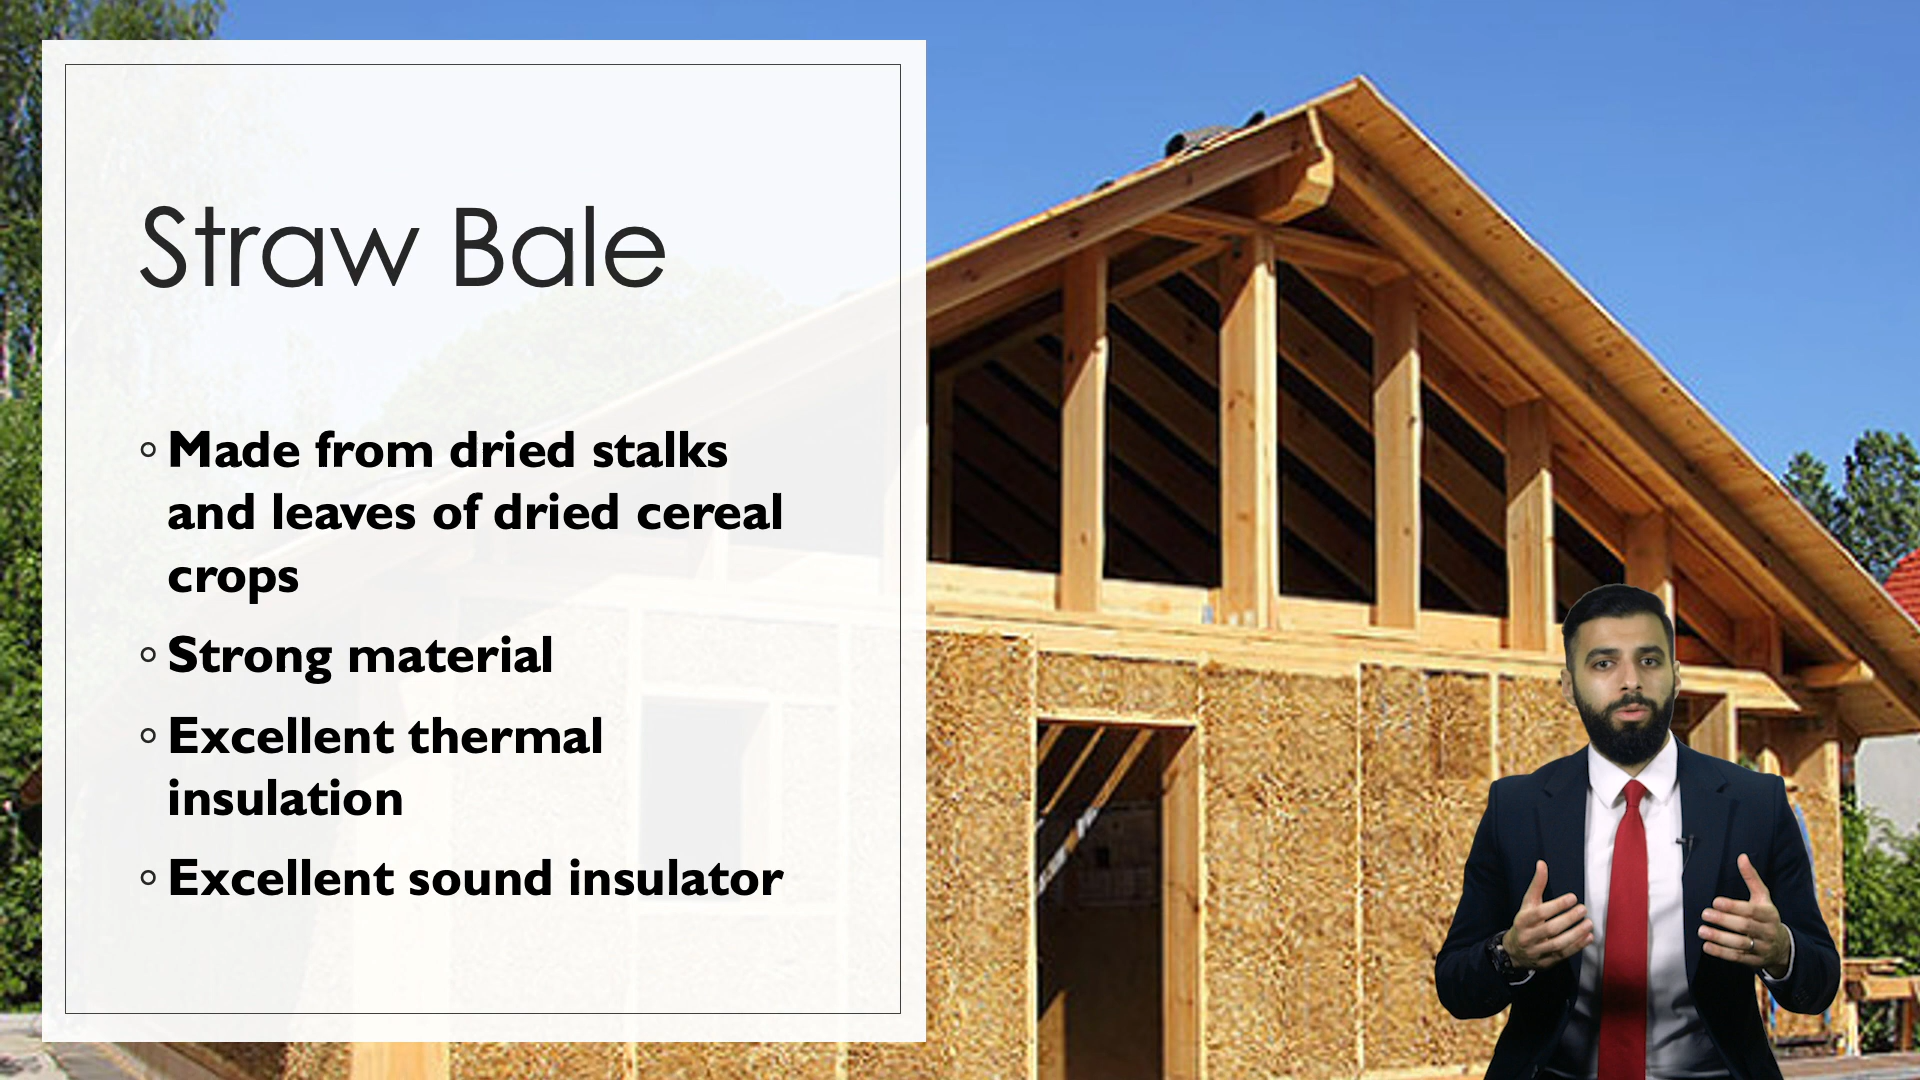 Straw Bale
◦ Made from dried stalks
and leaves of dried cereal
crops
◦ Strong material
◦ Excellent thermal
insulation
◦ Excellent sound insulator